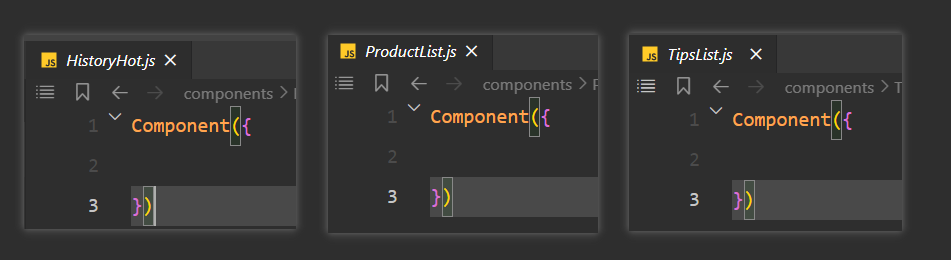 JS HistoryHot.js ×
components >
1 Component({
2
3 })
JS ProductList.js ×
components > P
1 Component({
2
3 })
JS TipsList.js ×
components > T
1 Component({
2
3 })